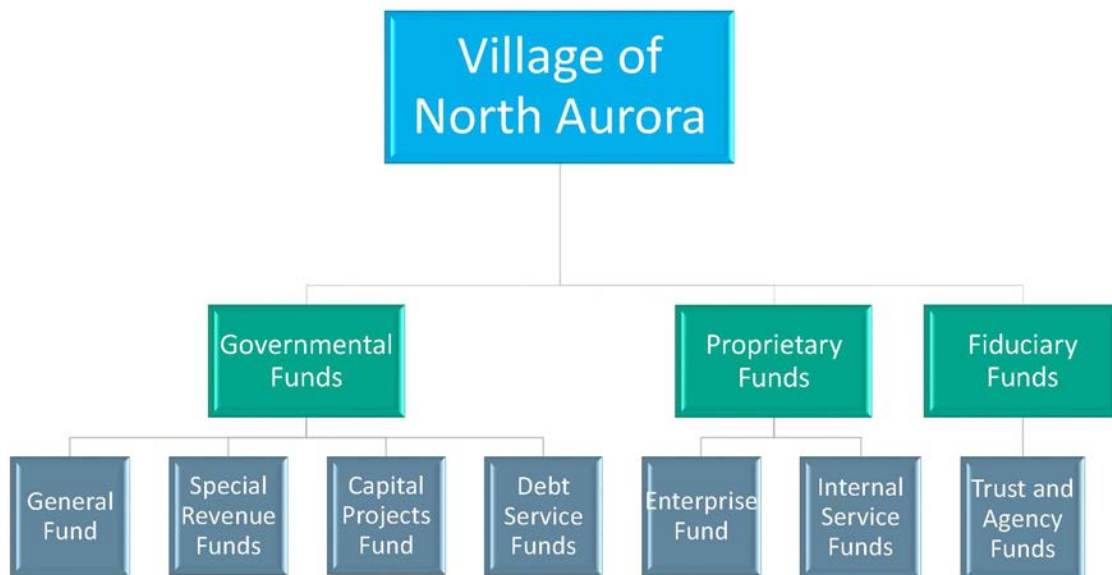 Village of
North Aurora
Governmental
Funds
Proprietary
Funds
Fiduciary
Funds
General
Fund
Special
Revenue
Funds
Capital
Projects
Fund
Debt
Service
Funds
Enterprise
Fund
Internal
Service
Funds
Trust and
Agency
Funds